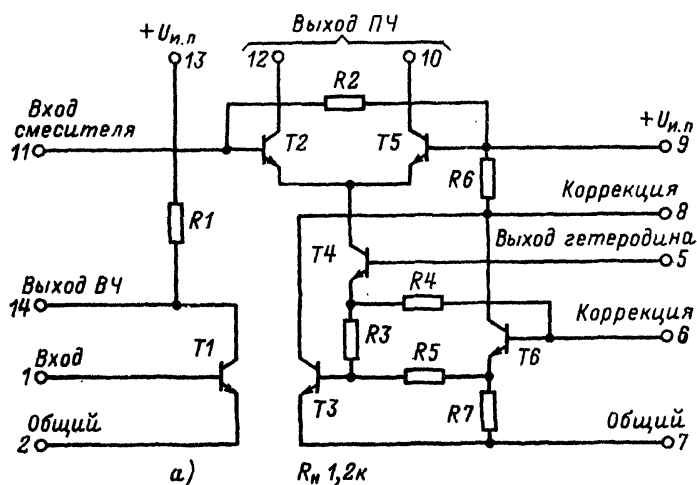 Выход ПЧ
+Uи.п
13
12
10
R2
Вход
смесителя
11
T2
T5
+Uи.п
9
R6
Коррекция
8
R1
T4
Выход гетеродина
5
R4
Выход ВЧ
14
Коррекция
6
R3
T6
Вход
1
T1
R5
T3
R7
Общий
2
Общий
7
а)
Rн 1,2к